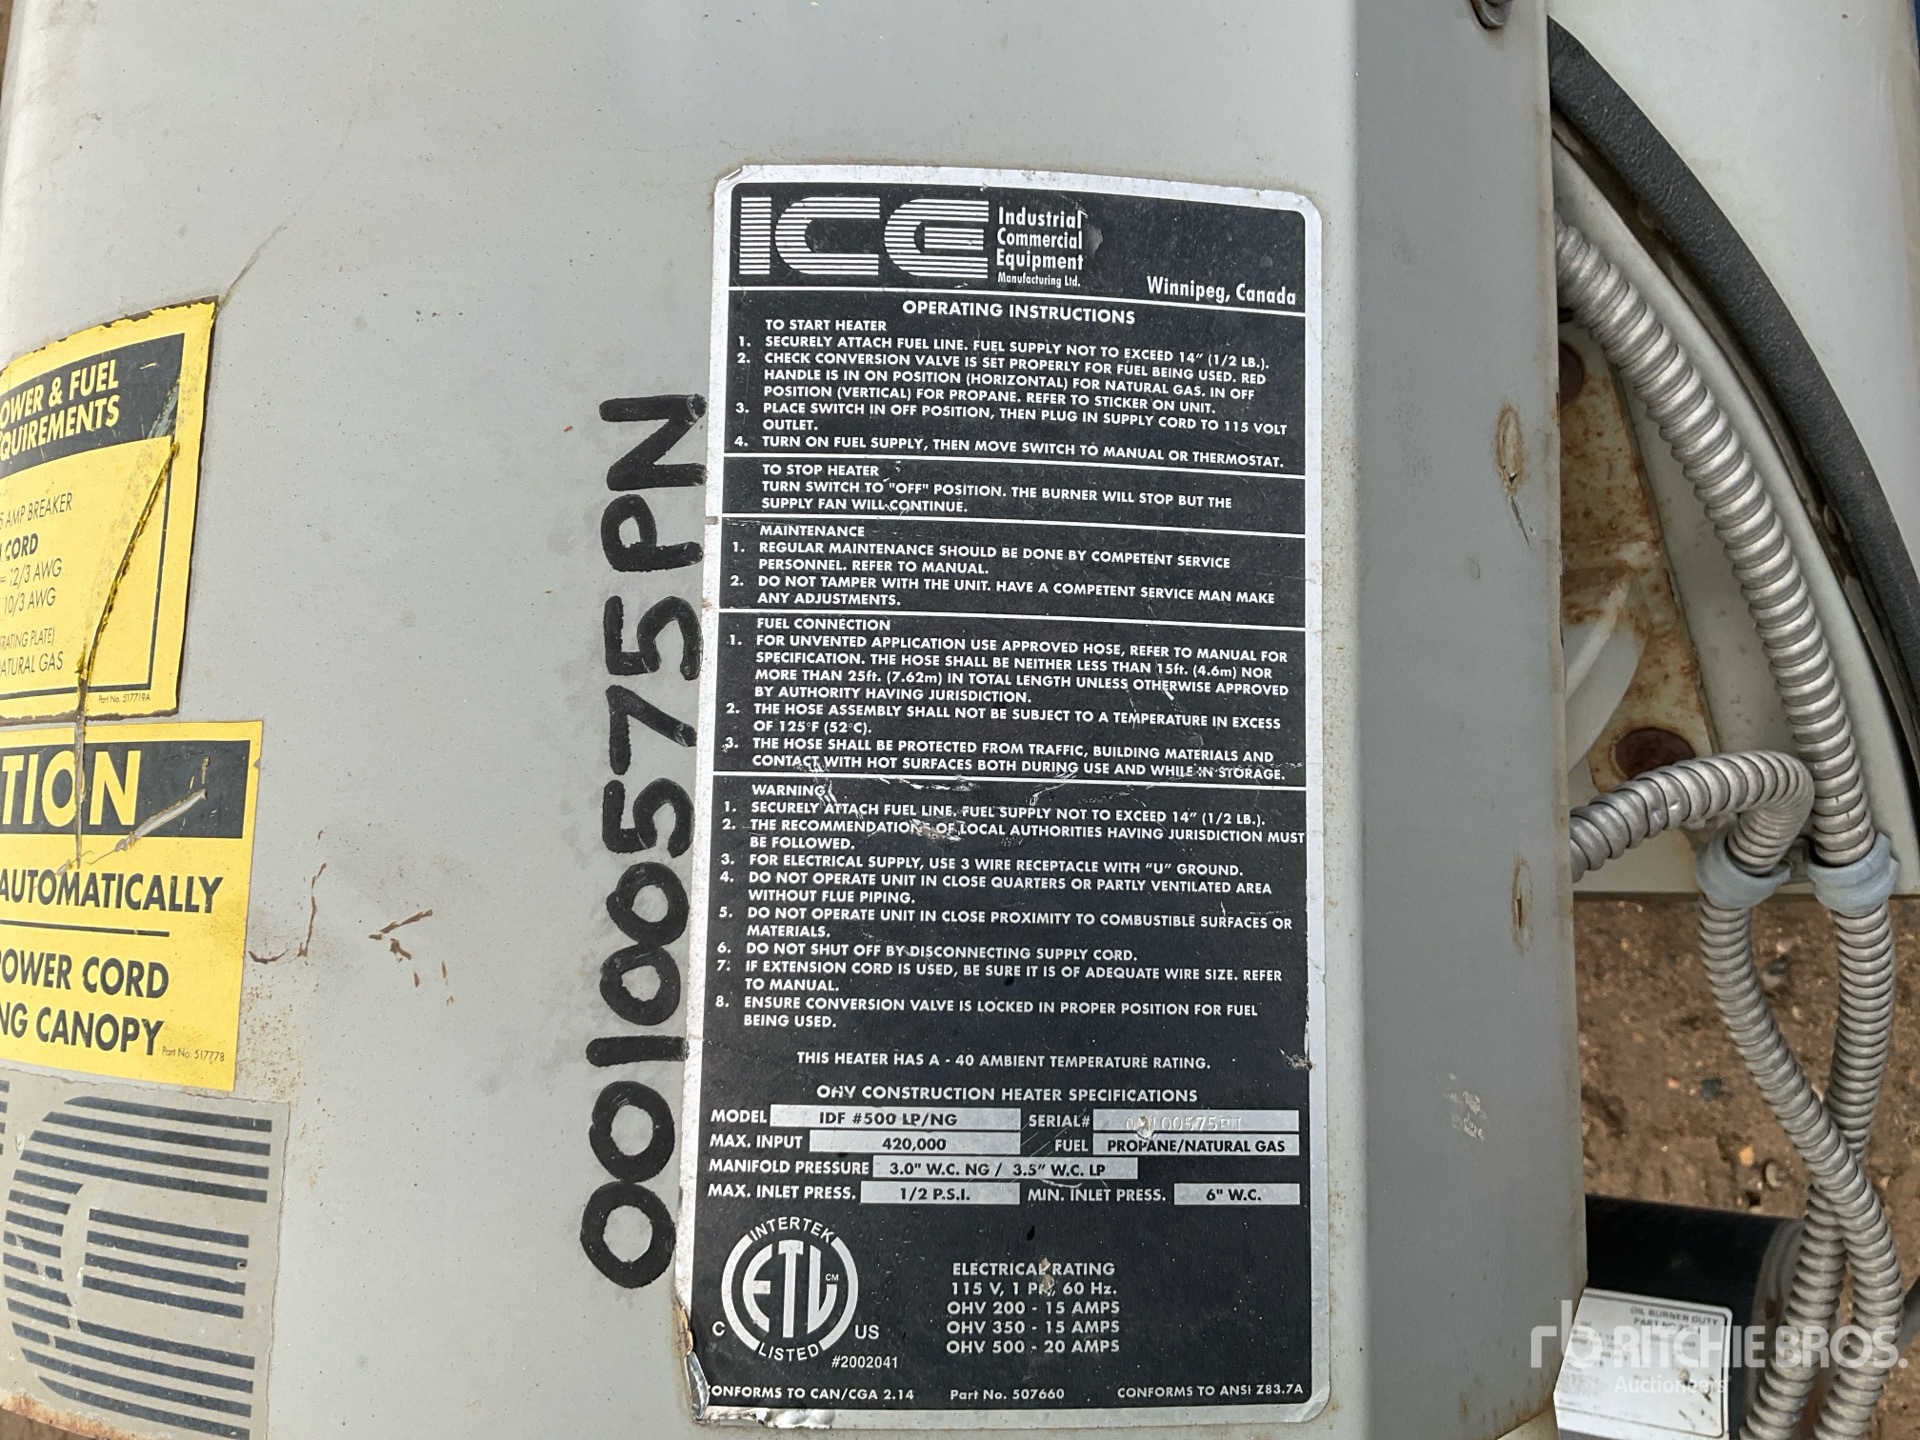 ICE
Industrial
Commercial
Equipment
Manufacturing Ltd.
Winnipeg, Canada
OPERATING INSTRUCTIONS
TO START HEATER
1. SECURELY ATTACH FUEL LINE. FUEL SUPPLY NOT TO EXCEED 14" (1/2 LB.).
2. CHECK CONVERSION VALVE IS SET PROPERLY FOR FUEL BEING USED. RED
HANDLE IS IN ON POSITION (HORIZONTAL) FOR NATURAL GAS. IN OFF
POSITION (VERTICAL) FOR PROPANE. REFER TO STICKER ON UNIT.
3. PLACE SWITCH IN OFF POSITION, THEN PLUG IN SUPPLY CORD TO 115 VOLT
OUTLET.
4. TURN ON FUEL SUPPLY, THEN MOVE SWITCH TO MANUAL OR THERMOSTAT.
TO STOP HEATER
TURN SWITCH TO "OFF" POSITION. THE BURNER WILL STOP BUT THE
SUPPLY FAN WILL CONTINUE.
MAINTENANCE
1. REGULAR MAINTENANCE SHOULD BE DONE BY COMPETENT SERVICE
PERSONNEL. REFER TO MANUAL.
2. DO NOT TAMPER WITH THE UNIT. HAVE A COMPETENT SERVICE MAN MAKE
ANY ADJUSTMENTS.
FUEL CONNECTION
1. FOR UNVENTED APPLICATION USE APPROVED HOSE, REFER TO MANUAL FOR
SPECIFICATION. THE HOSE SHALL BE NEITHER LESS THAN 15ft. (4.6m) NOR
MORE THAN 25ft. (7.62m) IN TOTAL LENGTH UNLESS OTHERWISE APPROVED
BY AUTHORITY HAVING JURISDICTION.
2. THE HOSE ASSEMBLY SHALL NOT BE SUBJECT TO A TEMPERATURE IN EXCESS
OF 125°F (52°C).
3. THE HOSE SHALL BE PROTECTED FROM TRAFFIC, BUILDING MATERIALS AND
CONTACT WITH HOT SURFACES BOTH DURING USE AND WHILE IN STORAGE.
WARNING
1. SECURELY ATTACH FUEL LINE. FUEL SUPPLY NOT TO EXCEED 14" (1/2 LB.).
2. THE RECOMMENDATIONS OF LOCAL AUTHORITIES HAVING JURISDICTION MUST
BE FOLLOWED.
3. FOR ELECTRICAL SUPPLY, USE 3 WIRE RECEPTACLE WITH "U" GROUND.
4. DO NOT OPERATE UNIT IN CLOSE QUARTERS OR PARTLY VENTILATED AREA
WITHOUT FLUE PIPING.
5. DO NOT OPERATE UNIT IN CLOSE PROXIMITY TO COMBUSTIBLE SURFACES OR
MATERIALS.
6. DO NOT SHUT OFF BY DISCONNECTING SUPPLY CORD.
7. IF EXTENSION CORD IS USED, BE SURE IT IS OF ADEQUATE WIRE SIZE. REFER
TO MANUAL.
8. ENSURE CONVERSION VALVE IS LOCKED IN PROPER POSITION FOR FUEL
BEING USED.
THIS HEATER HAS A - 40 AMBIENT TEMPERATURE RATING.
OHV CONSTRUCTION HEATER SPECIFICATIONS
MODEL IDF #500 LP/NG SERIAL#
MAX. INPUT 420,000 FUEL PROPANE/NATURAL GAS
MANIFOLD PRESSURE 3.0" W.C. NG / 3.5" W.C. LP
MAX. INLET PRESS. 1/2 P.S.I. MIN. INLET PRESS. 6" W.C.
INTERTEK
ETL CM
C US
LISTED
#2002041
ELECTRICAL RATING
115 V, 1 PH, 60 Hz.
OHV 200 - 15 AMPS
OHV 350 - 15 AMPS
OHV 500 - 20 AMPS
CONFORMS TO CAN/CGA 2.14 Part No. 507660 CONFORMS TO ANSI Z83.7A
00100575PN
OWER & FUEL
QUIREMENTS
5 AMP BREAKER
CORD
= 12/3 AWG
10/3 AWG
RATING PLATE)
ATURAL GAS
Part No. 517719A
TION
AUTOMATICALLY
POWER CORD
NG CANOPY
Part No. 517778
OIL BURNER DUTY
PART NO.
rb RITCHIE BROS.
Auctioneers